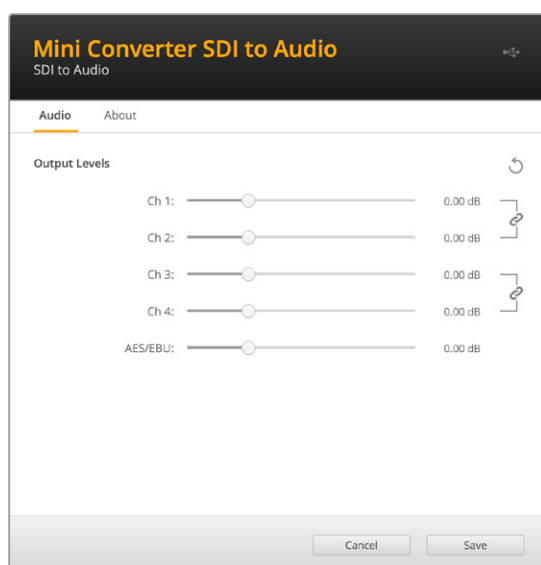 Mini Converter SDI to Audio
SDI to Audio
Audio About
Output Levels
Ch 1: 0.00 dB
Ch 2: 0.00 dB
Ch 3: 0.00 dB
Ch 4: 0.00 dB
AES/EBU: 0.00 dB
Cancel Save